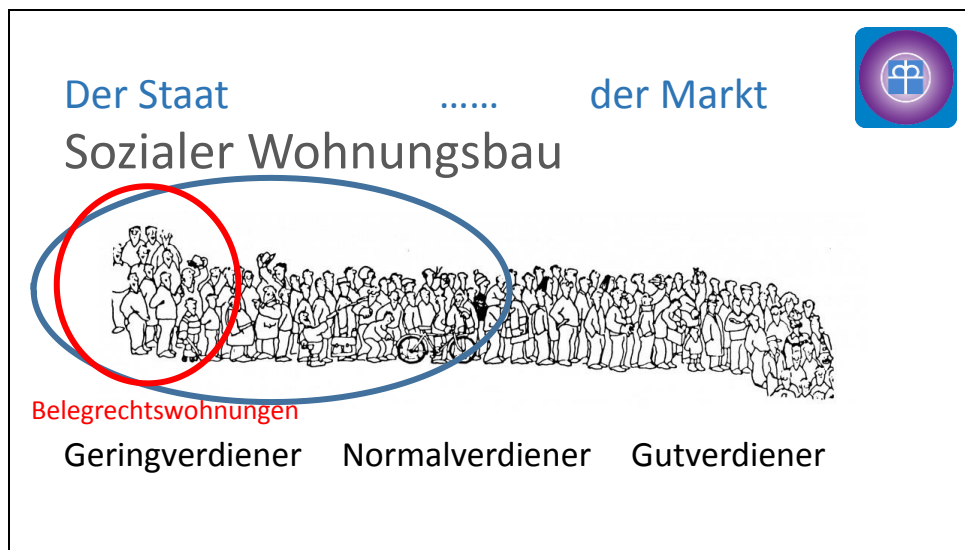 Der Staat ...... der Markt
Sozialer Wohnungsbau
Belegrechtswohnungen
Geringverdiener Normalverdiener Gutverdiener